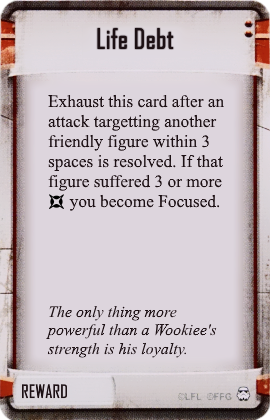 Life Debt
Exhaust this card after an
attack targetting another
friendly figure within 3
spaces is resolved. If that
figure suffered 3 or more
you become Focused.
The only thing more
powerful than a Wookiee's
strength is his loyalty.
REWARD
©LFL ©FFG